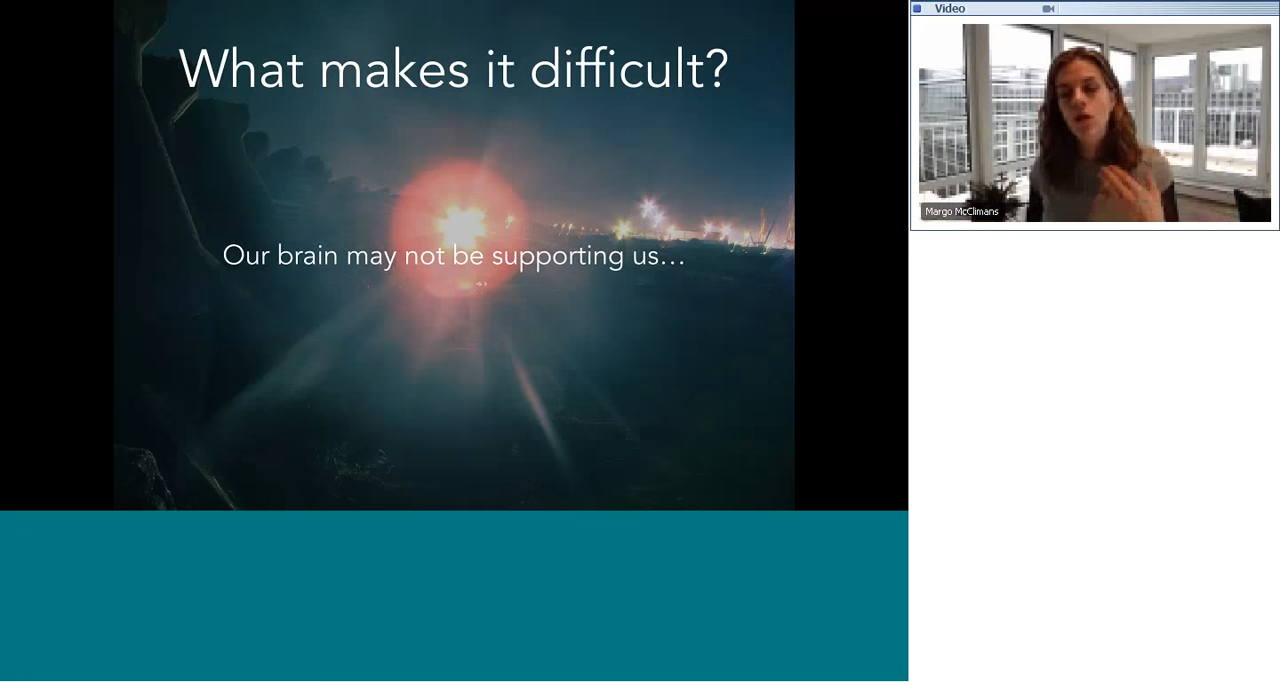 What makes it difficult?
Our brain may not be supporting us...
Video
Margo McClimans